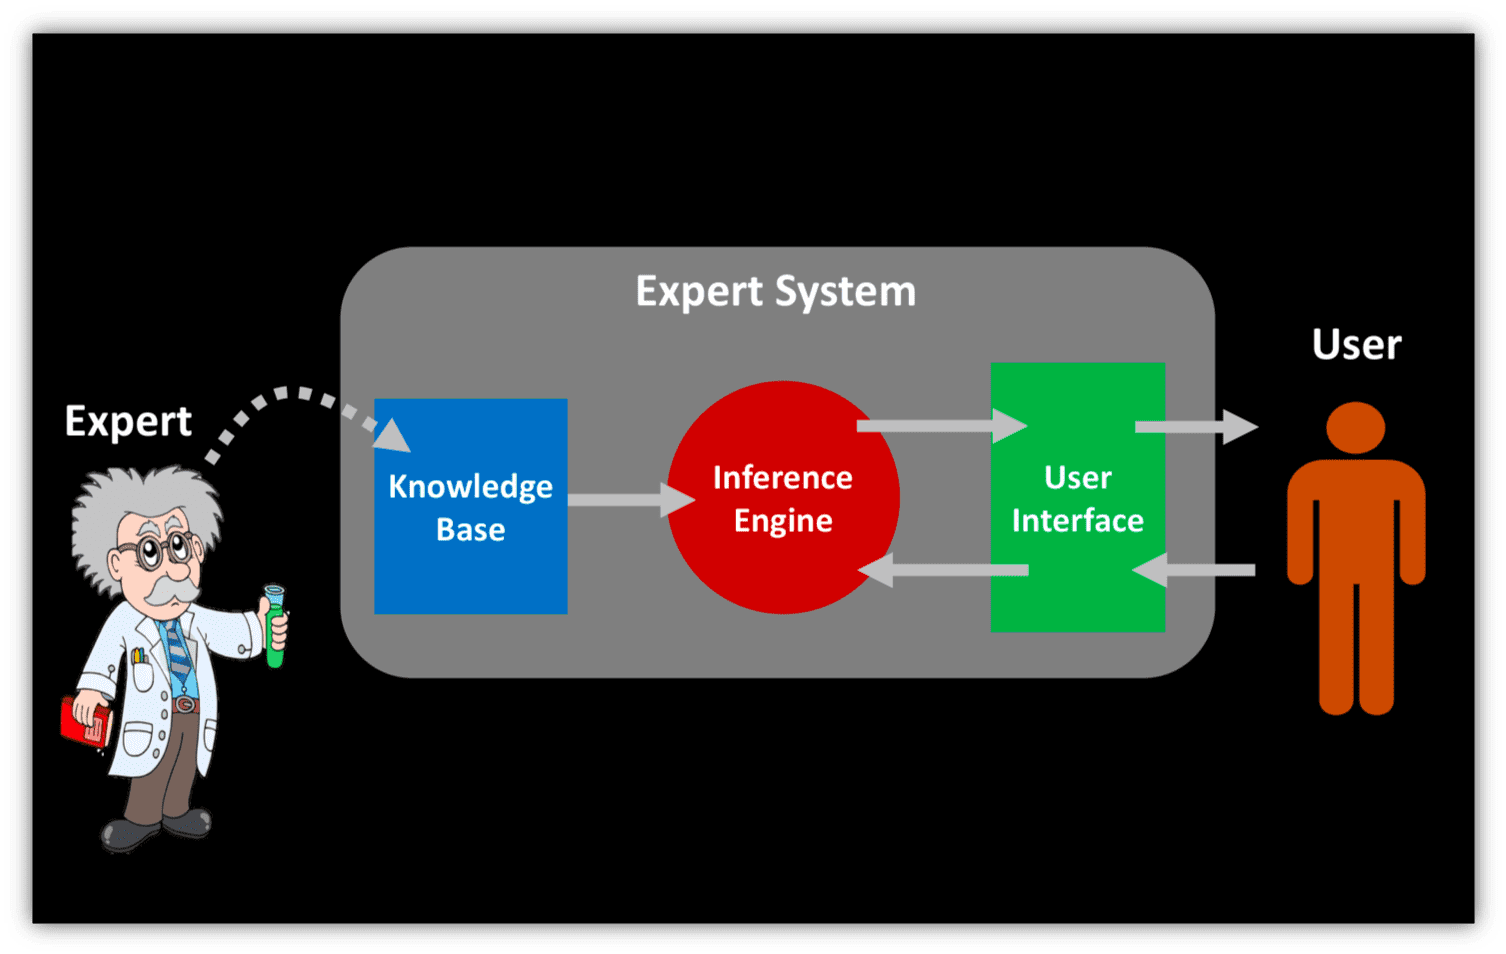 Expert System
User
Expert
Knowledge
Base
Inference
Engine
User
Interface